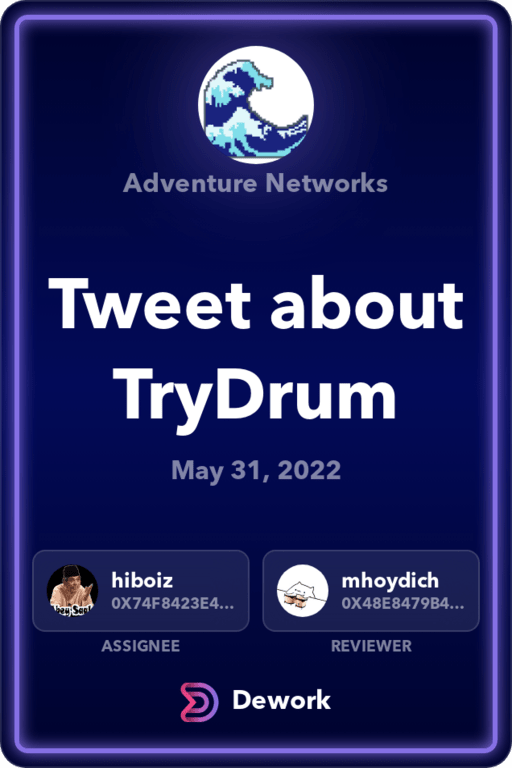 Adventure Networks
Tweet about
TryDrum
May 31, 2022
hiboiz
0X74F8423E4...
mhoydich
0X48E8479B4...
ASSIGNEE
REVIEWER
Dework